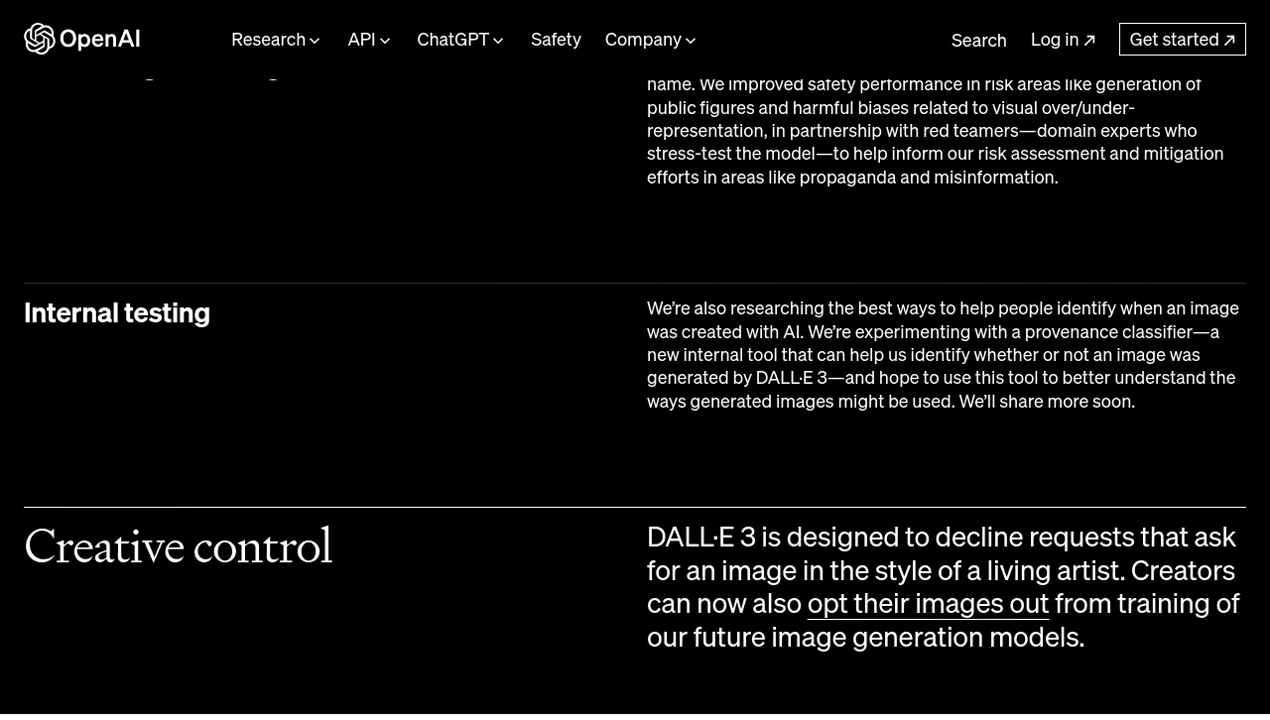 OpenAI
Research
API
ChatGPT
Safety
Company
Search
Log in ↗
Get started ↗
name. We improved safety performance in risk areas like generation of
public figures and harmful biases related to visual over/under-
representation, in partnership with red teamers—domain experts who
stress-test the model—to help inform our risk assessment and mitigation
efforts in areas like propaganda and misinformation.
Internal testing
We’re also researching the best ways to help people identify when an image
was created with AI. We’re experimenting with a provenance classifier—a
new internal tool that can help us identify whether or not an image was
generated by DALL·E 3—and hope to use this tool to better understand the
ways generated images might be used. We’ll share more soon.
Creative control
DALL·E 3 is designed to decline requests that ask
for an image in the style of a living artist. Creators
can now also opt their images out from training of
our future image generation models.